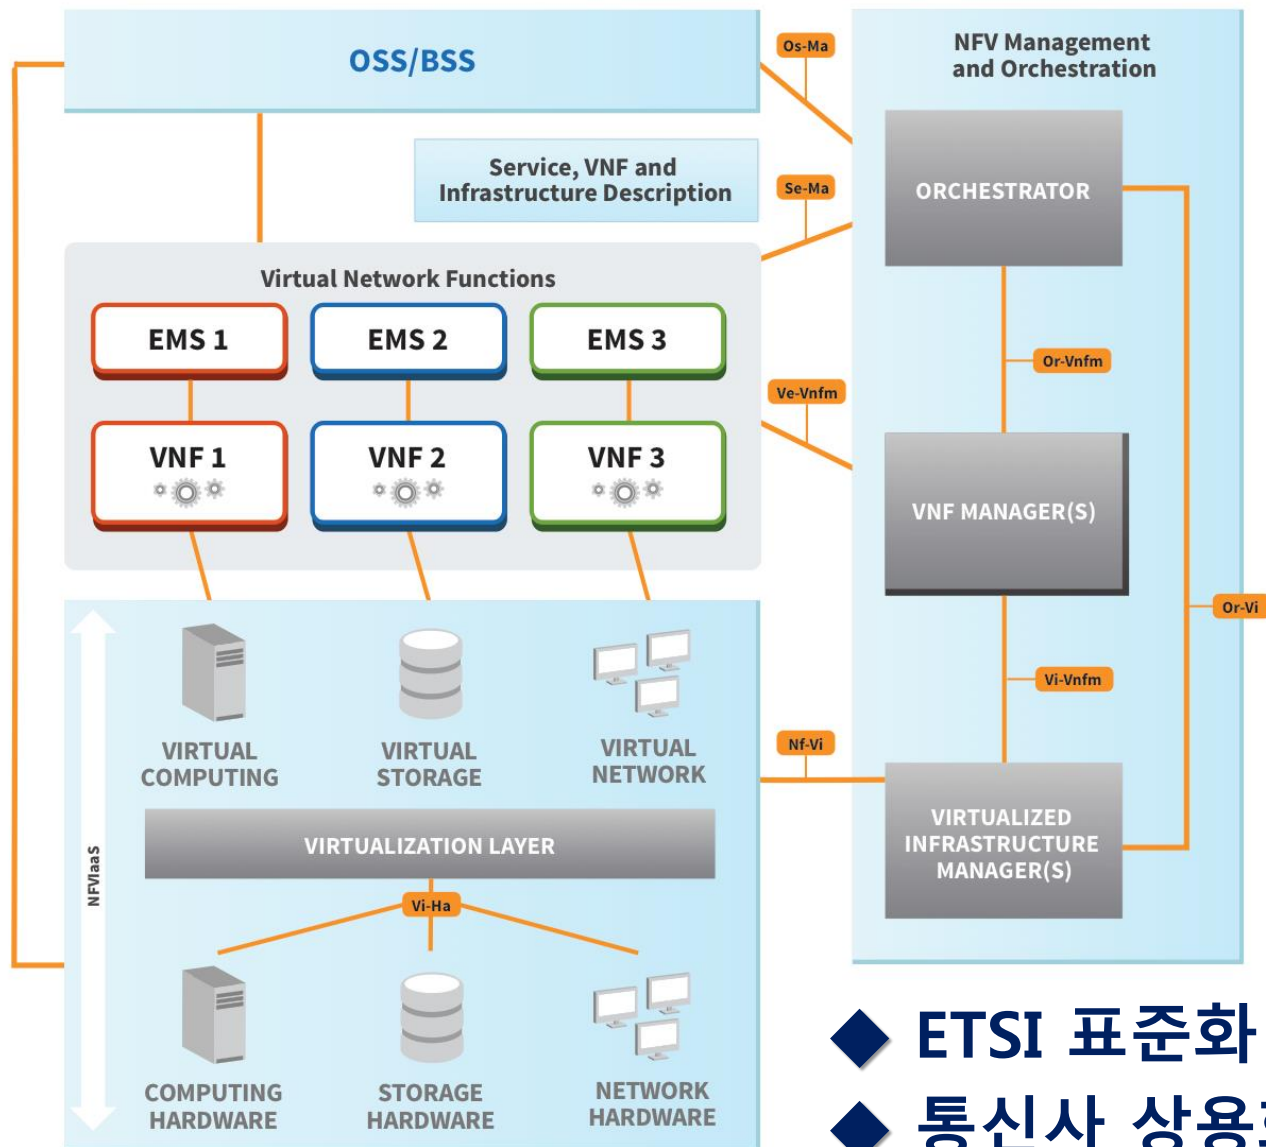 OSS/BSS
Os-Ma
NFV Management
and Orchestration
Service, VNF and
Infrastructure Description
Se-Ma
ORCHESTRATOR
Virtual Network Functions
EMS 1
EMS 2
EMS 3
Or-Vnfm
Ve-Vnfm
VNF 1
VNF 2
VNF 3
VNF MANAGER(S)
Or-Vi
Vi-Vnfm
VIRTUAL
COMPUTING
VIRTUAL
STORAGE
VIRTUAL
NETWORK
Nf-Vi
VIRTUALIZED
INFRASTRUCTURE
MANAGER(S)
VIRTUALIZATION LAYER
NFVIaaS
Vi-Ha
COMPUTING
HARDWARE
STORAGE
HARDWARE
NETWORK
HARDWARE
◆ ETSI 표준화
◆ 통신사